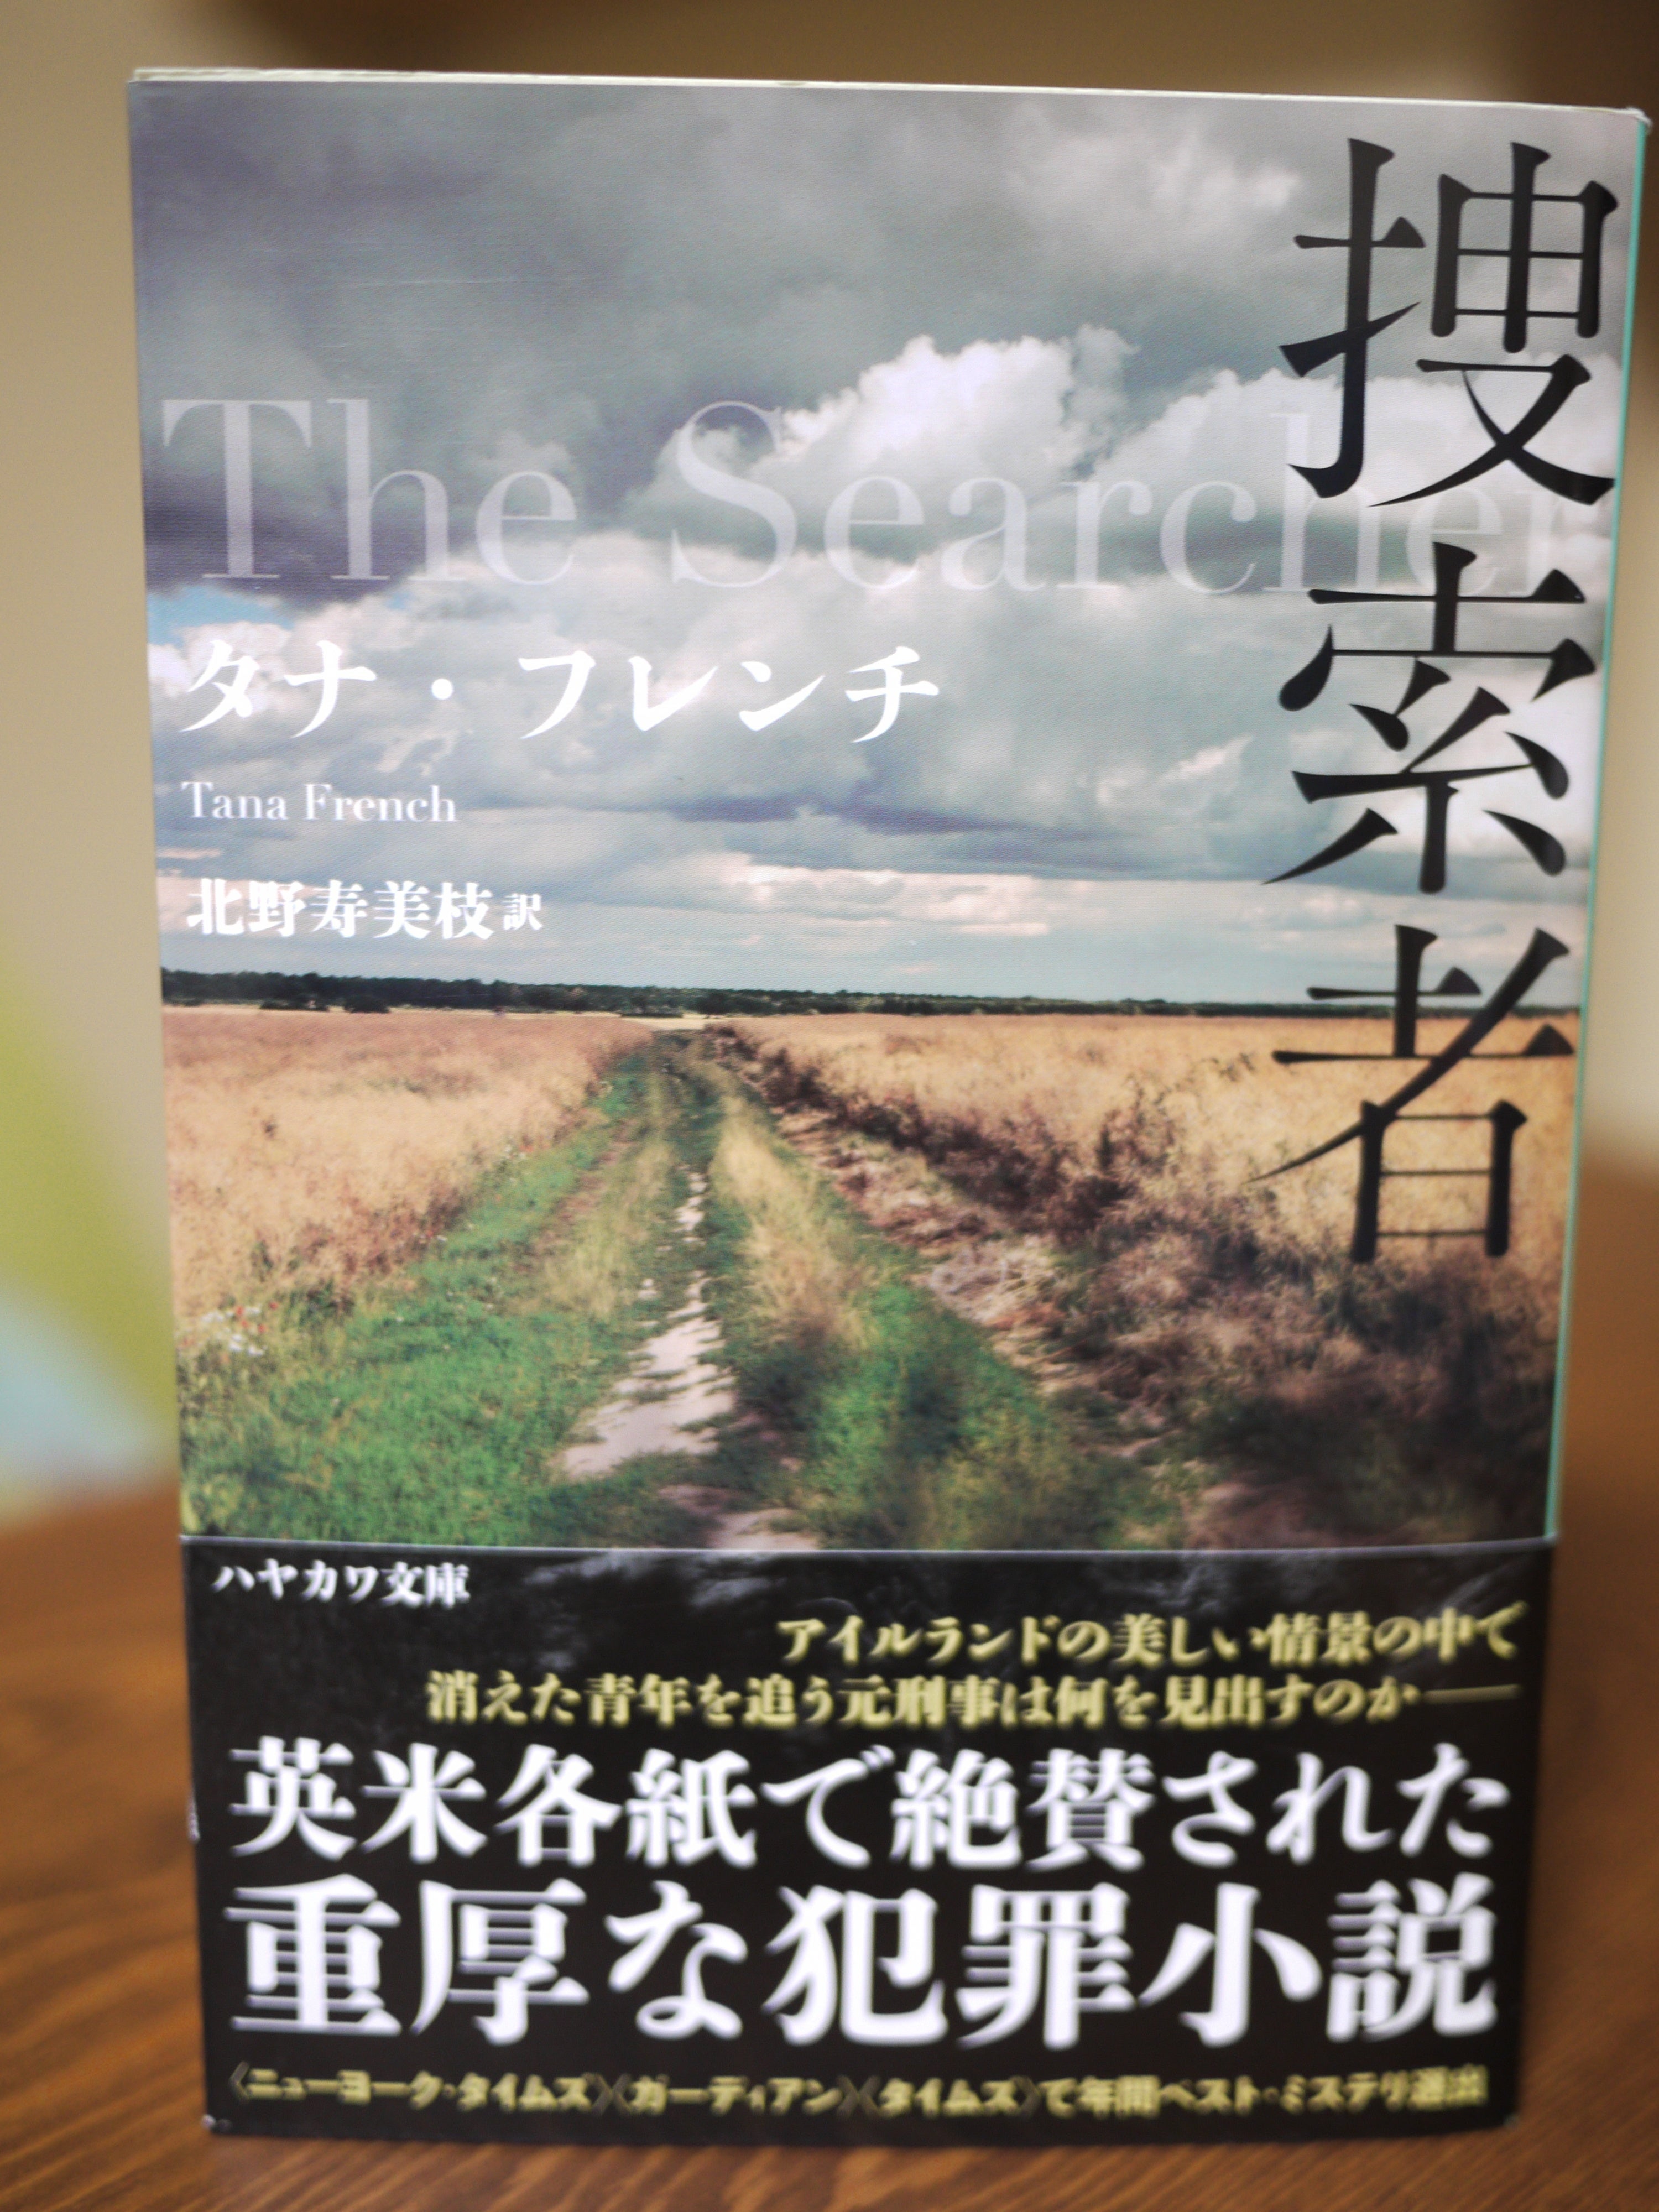 捜索者
The Searcher
タナ・フレンチ
Tana French
北野寿美枝 訳
ハヤカワ文庫
アイルランドの美しい情景の中で
消えた青年を追う元刑事は何を見出すのか──
英米各紙で絶賛された
重厚な犯罪小説
〈ニューヨーク・タイムズ〉〈ガーディアン〉〈タイムズ〉で年間ベスト・ミステリ選出